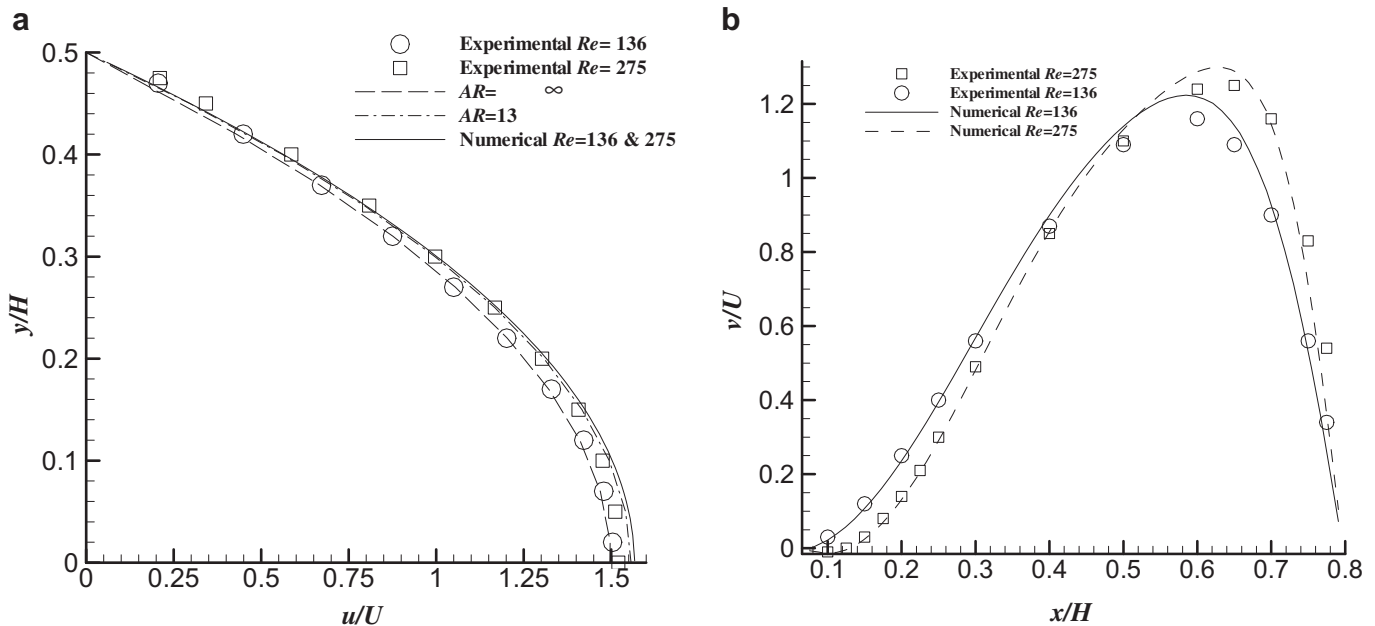 a
Experimental Re= 136
Experimental Re= 275
AR= ∞
AR=13
Numerical Re=136 & 275
0.5
0.4
0.3
0.2
0.1
0
y/H
0 0.25 0.5 0.75 1 1.25 1.5
u/U
b
Experimental Re=275
Experimental Re=136
Numerical Re=136
Numerical Re=275
1.2
1
0.8
0.6
0.4
0.2
0
v/U
0.1 0.2 0.3 0.4 0.5 0.6 0.7 0.8
x/H